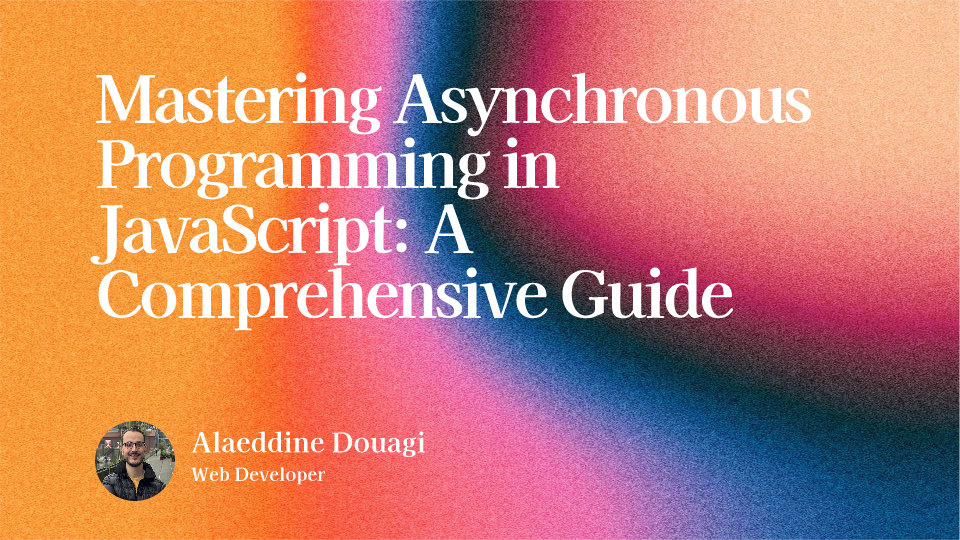 Mastering Asynchronous
Programming in
JavaScript: A
Comprehensive Guide
Alaeddine Douagi
Web Developer